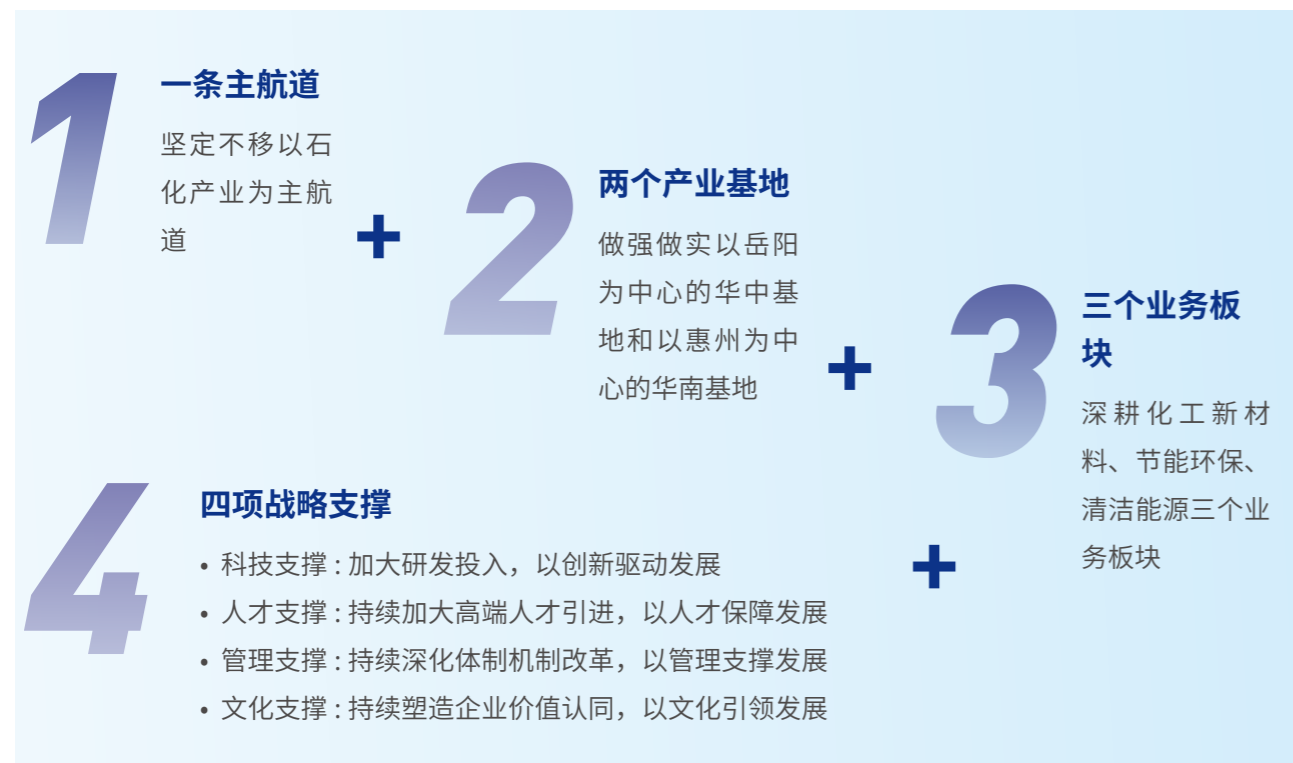 1
一条主航道
坚定不移以石
化产业为主航
道
+
2
两个产业基地
做强做实以岳阳
为中心的华中基
地和以惠州为中
心的华南基地
+
3
三个业务板
块
深耕化工新材
料、节能环保、
清洁能源三个业
务板块
+
4
四项战略支撑
• 科技支撑 : 加大研发投入，以创新驱动发展
• 人才支撑 : 持续加大高端人才引进，以人才保障发展
• 管理支撑 : 持续深化体制机制改革，以管理支撑发展
• 文化支撑 : 持续塑造企业价值认同，以文化引领发展